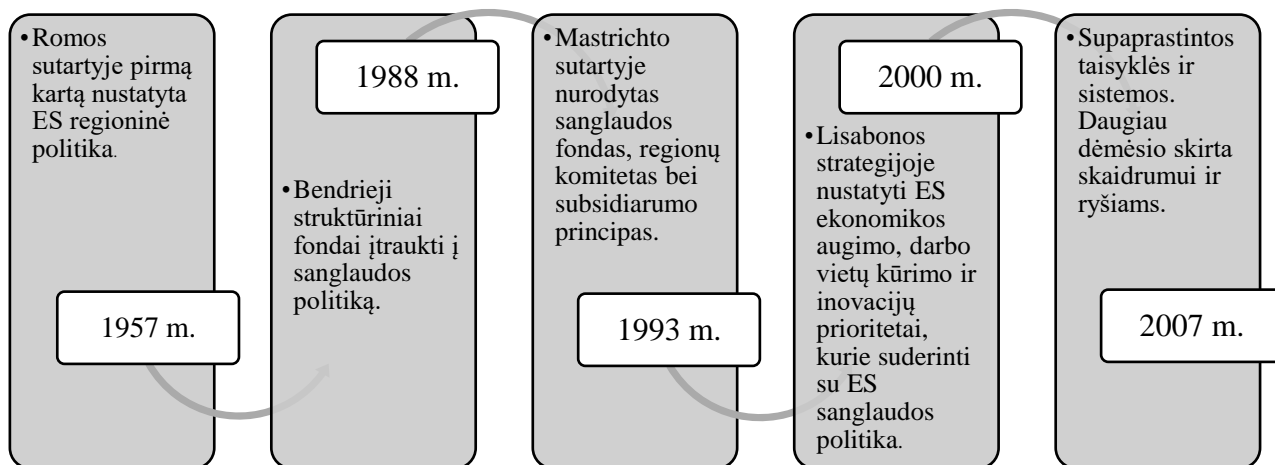 •Romos
sutartyje pirmą
kartą nustatyta
ES regioninė
politika.
1957 m.
1988 m.
•Bendrieji
struktūriniai
fondai įtraukti į
sanglaudos
politiką.
•Mastrichto
sutartyje
nurodytas
sanglaudos
fondas, regionų
komitetas bei
subsidiarumo
principas.
1993 m.
2000 m.
•Lisabonos
strategijoje
nustatyti ES
ekonomikos
augimo, darbo
vietų kūrimo ir
inovacijų
prioritetai,
kurie suderinti
su ES
sanglaudos
politika.
•Supaprastintos
taisyklės ir
sistemos.
Daugiau
dėmėsio skirta
skaidrumui ir
ryšiams.
2007 m.